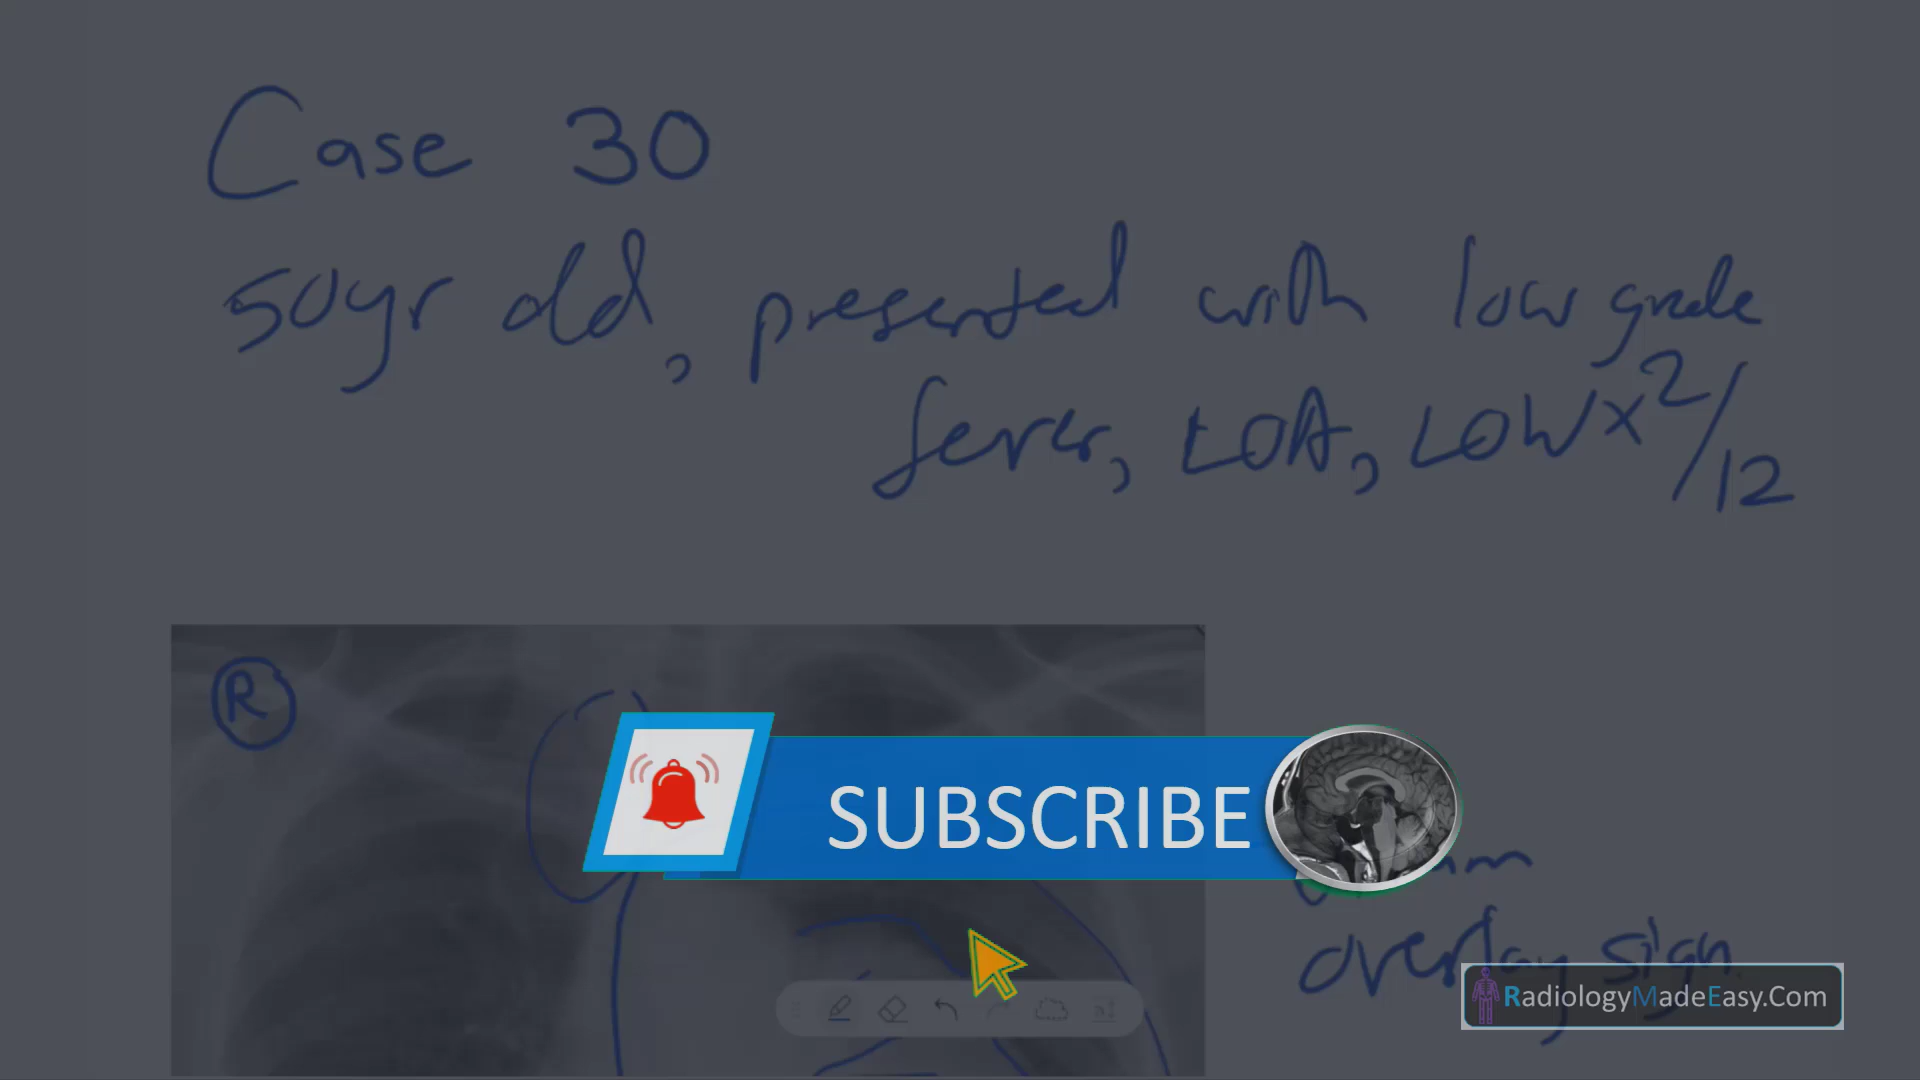 Case 30
50yr old, presented with low grade
fever, LOA, LOW x 2/12
R
SUBSCRIBE
overlay sign
RadiologyMadeEasy.Com